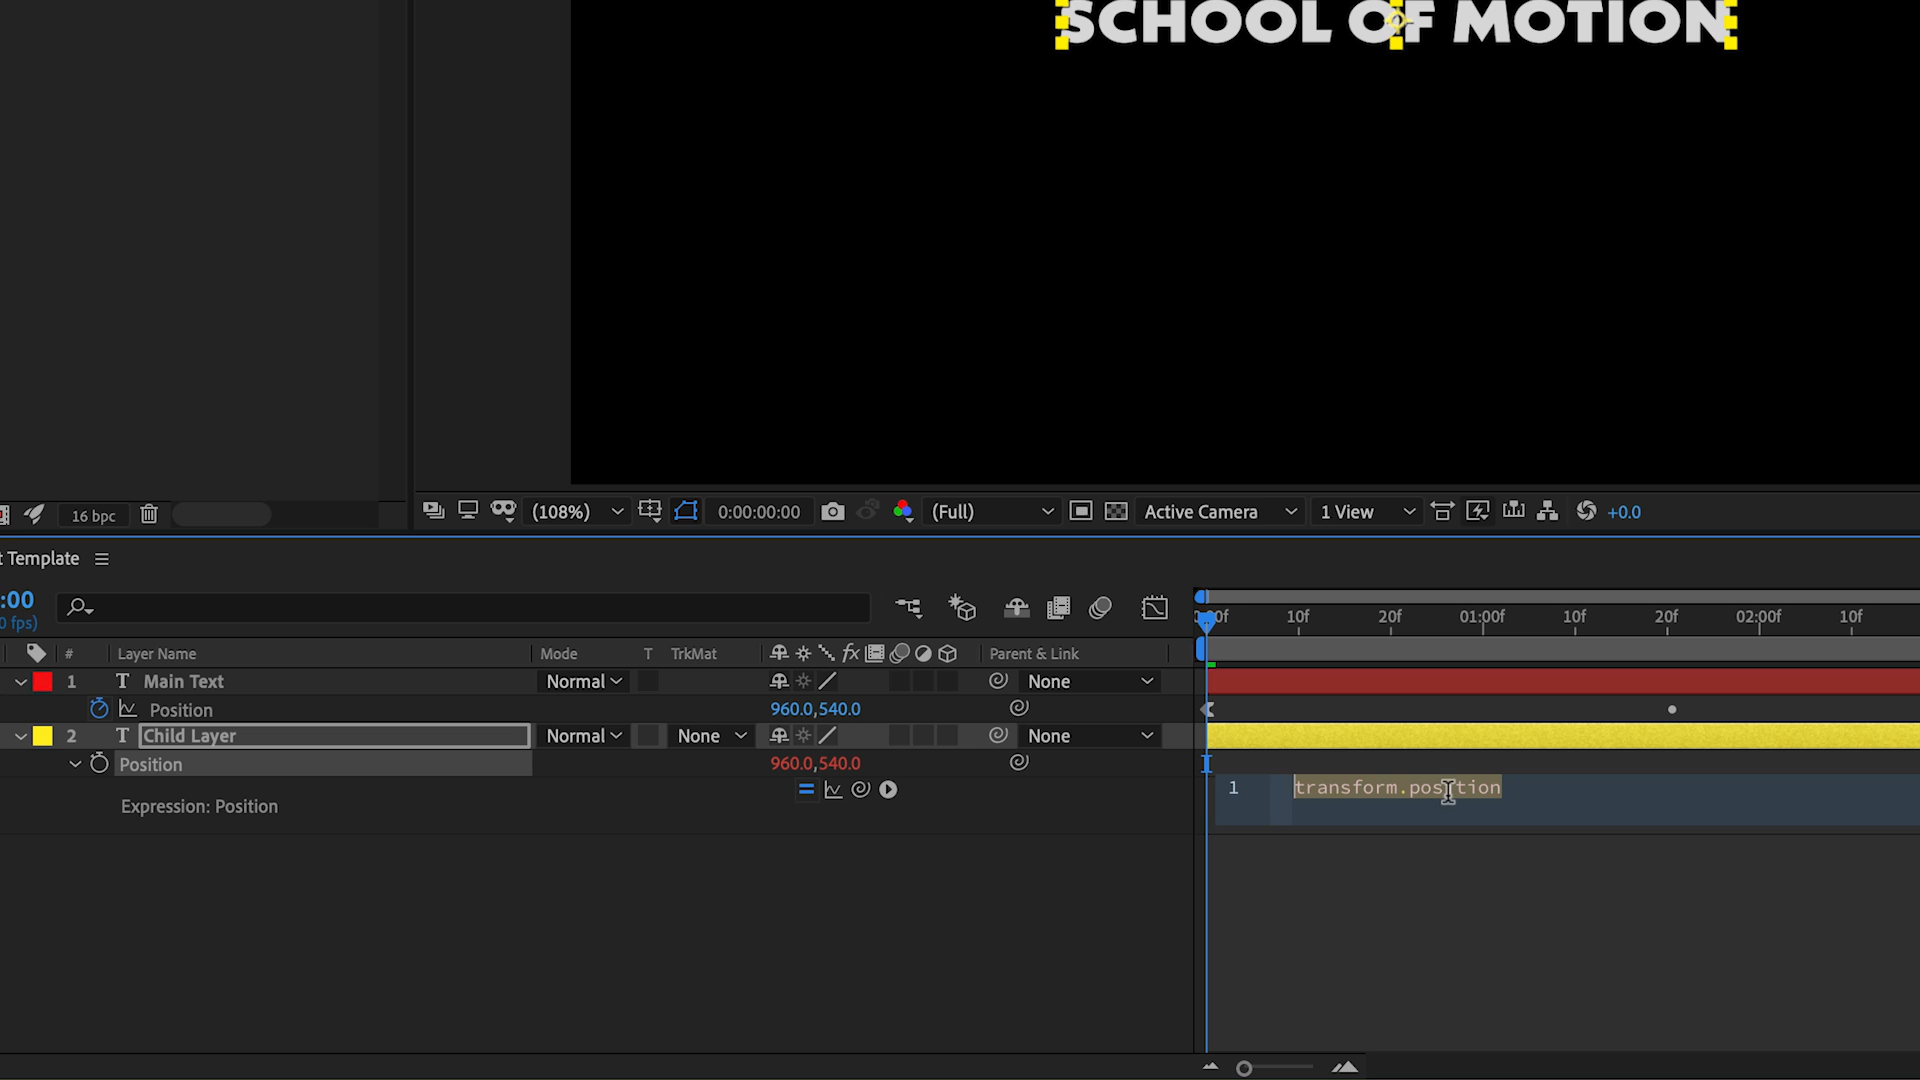 SCHOOL OF MOTION
16 bpc
(108%)
0:00:00:00
(Full)
Active Camera
1 View
+0.0
t Template
:00
0 fps)
# Layer Name Mode T TrkMat fx Parent & Link
00f 10f 20f 01:00f 10f 20f 02:00f 10f
1 T Main Text Normal None
Position 960.0,540.0
2 T Child Layer Normal None None
Position 960.0,540.0
Expression: Position
1 transform.position